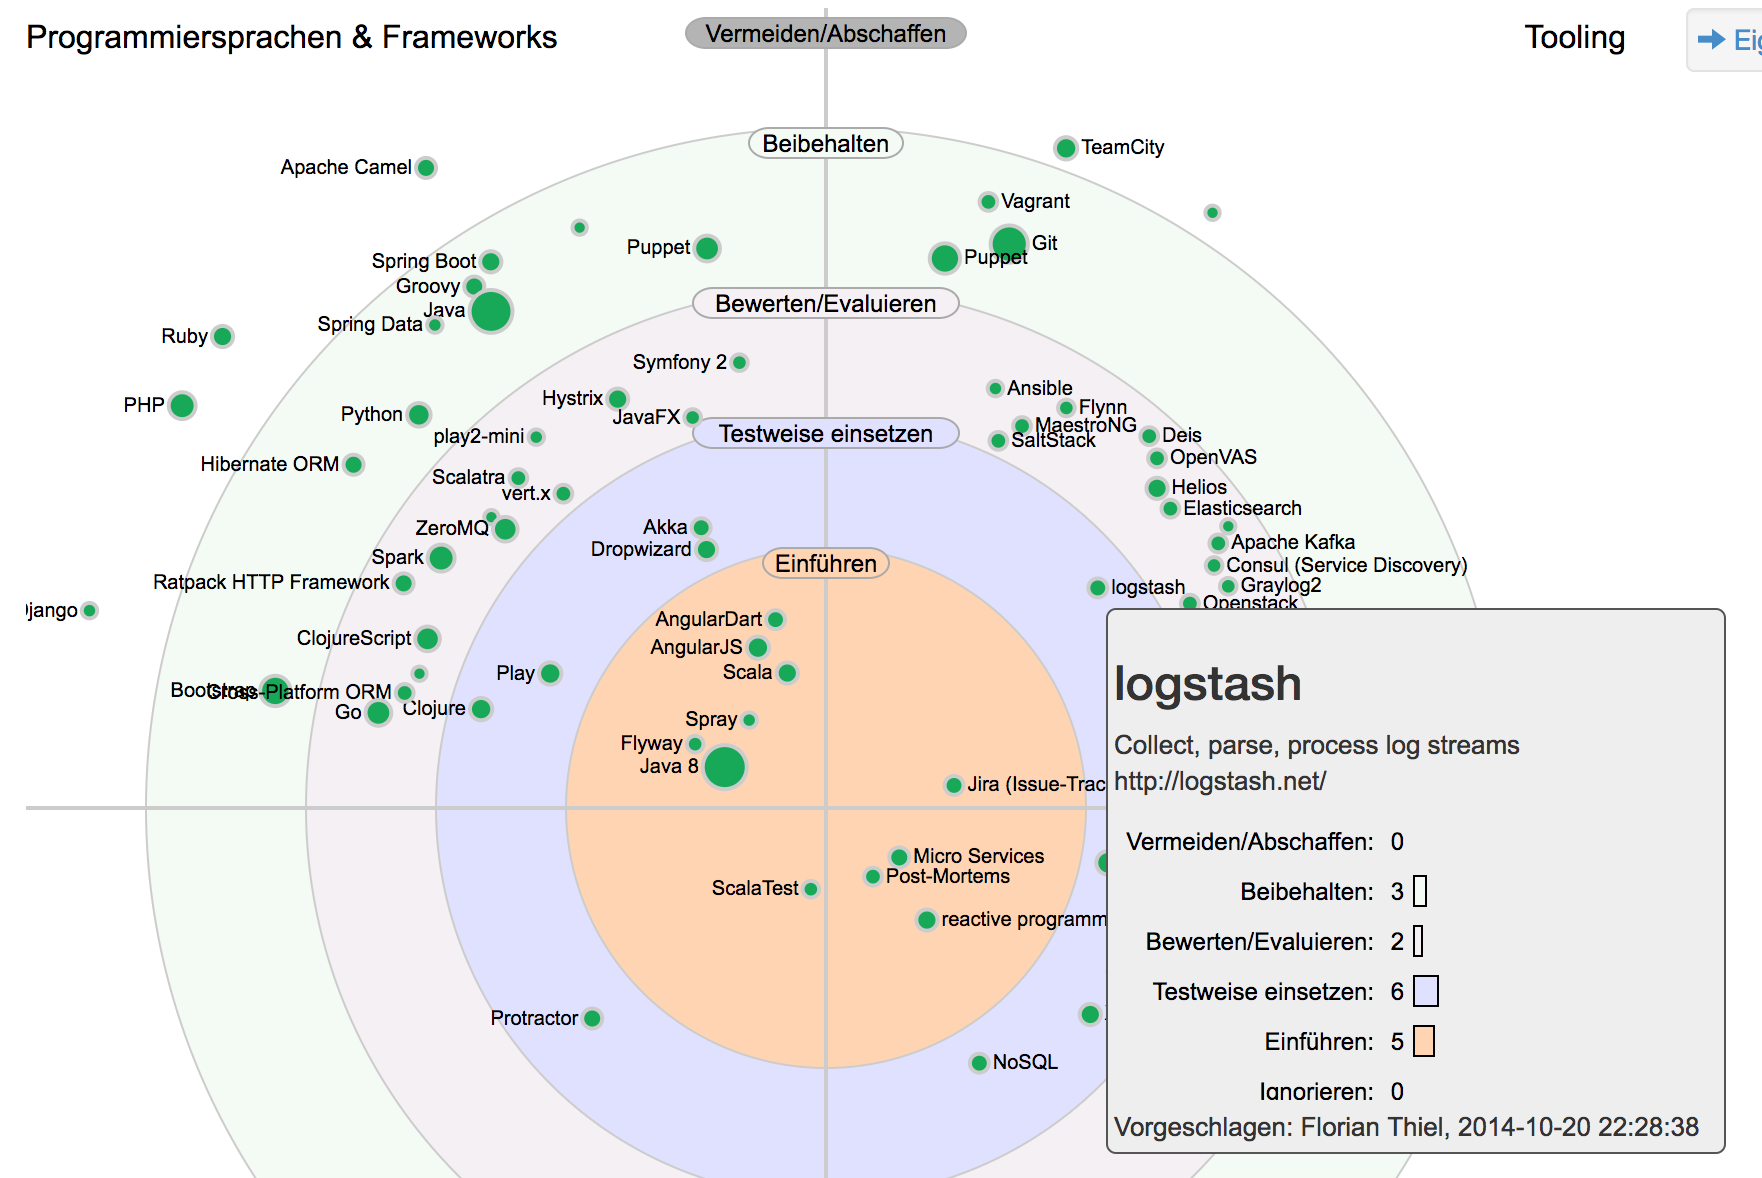 Programmiersprachen & Frameworks
Vermeiden/Abschaffen
Tooling
Beibehalten
TeamCity
Apache Camel
Vagrant
Git
Puppet
Puppet
Spring Boot
Groovy
Java
Spring Data
Bewerten/Evaluieren
Ruby
Symfony 2
Ansible
Hystrix
PHP
Flynn
Python
JavaFX
MaestroNG
play2-mini
Testweise einsetzen
SaltStack
Deis
OpenVAS
Hibernate ORM
Scalatra
vert.x
Helios
Elasticsearch
ZeroMQ
Akka
Apache Kafka
Dropwizard
Spark
Einführen
Consul (Service Discovery)
Ratpack HTTP Framework
logstash
Graylog2
Openstack
jango
AngularDart
ClojureScript
AngularJS
Play
Scala
Bootstrap
Cross-Platform ORM
Go
Clojure
Spray
Flyway
Java 8
Jira (Issue-Trac
Micro Services
Post-Mortems
ScalaTest
reactive programm
Protractor
NoSQL
logstash
Collect, parse, process log streams
http://logstash.net/
Vermeiden/Abschaffen: 0
Beibehalten: 3
Bewerten/Evaluieren: 2
Testweise einsetzen: 6
Einführen: 5
Ignorieren: 0
Vorgeschlagen: Florian Thiel, 2014-10-20 22:28:38